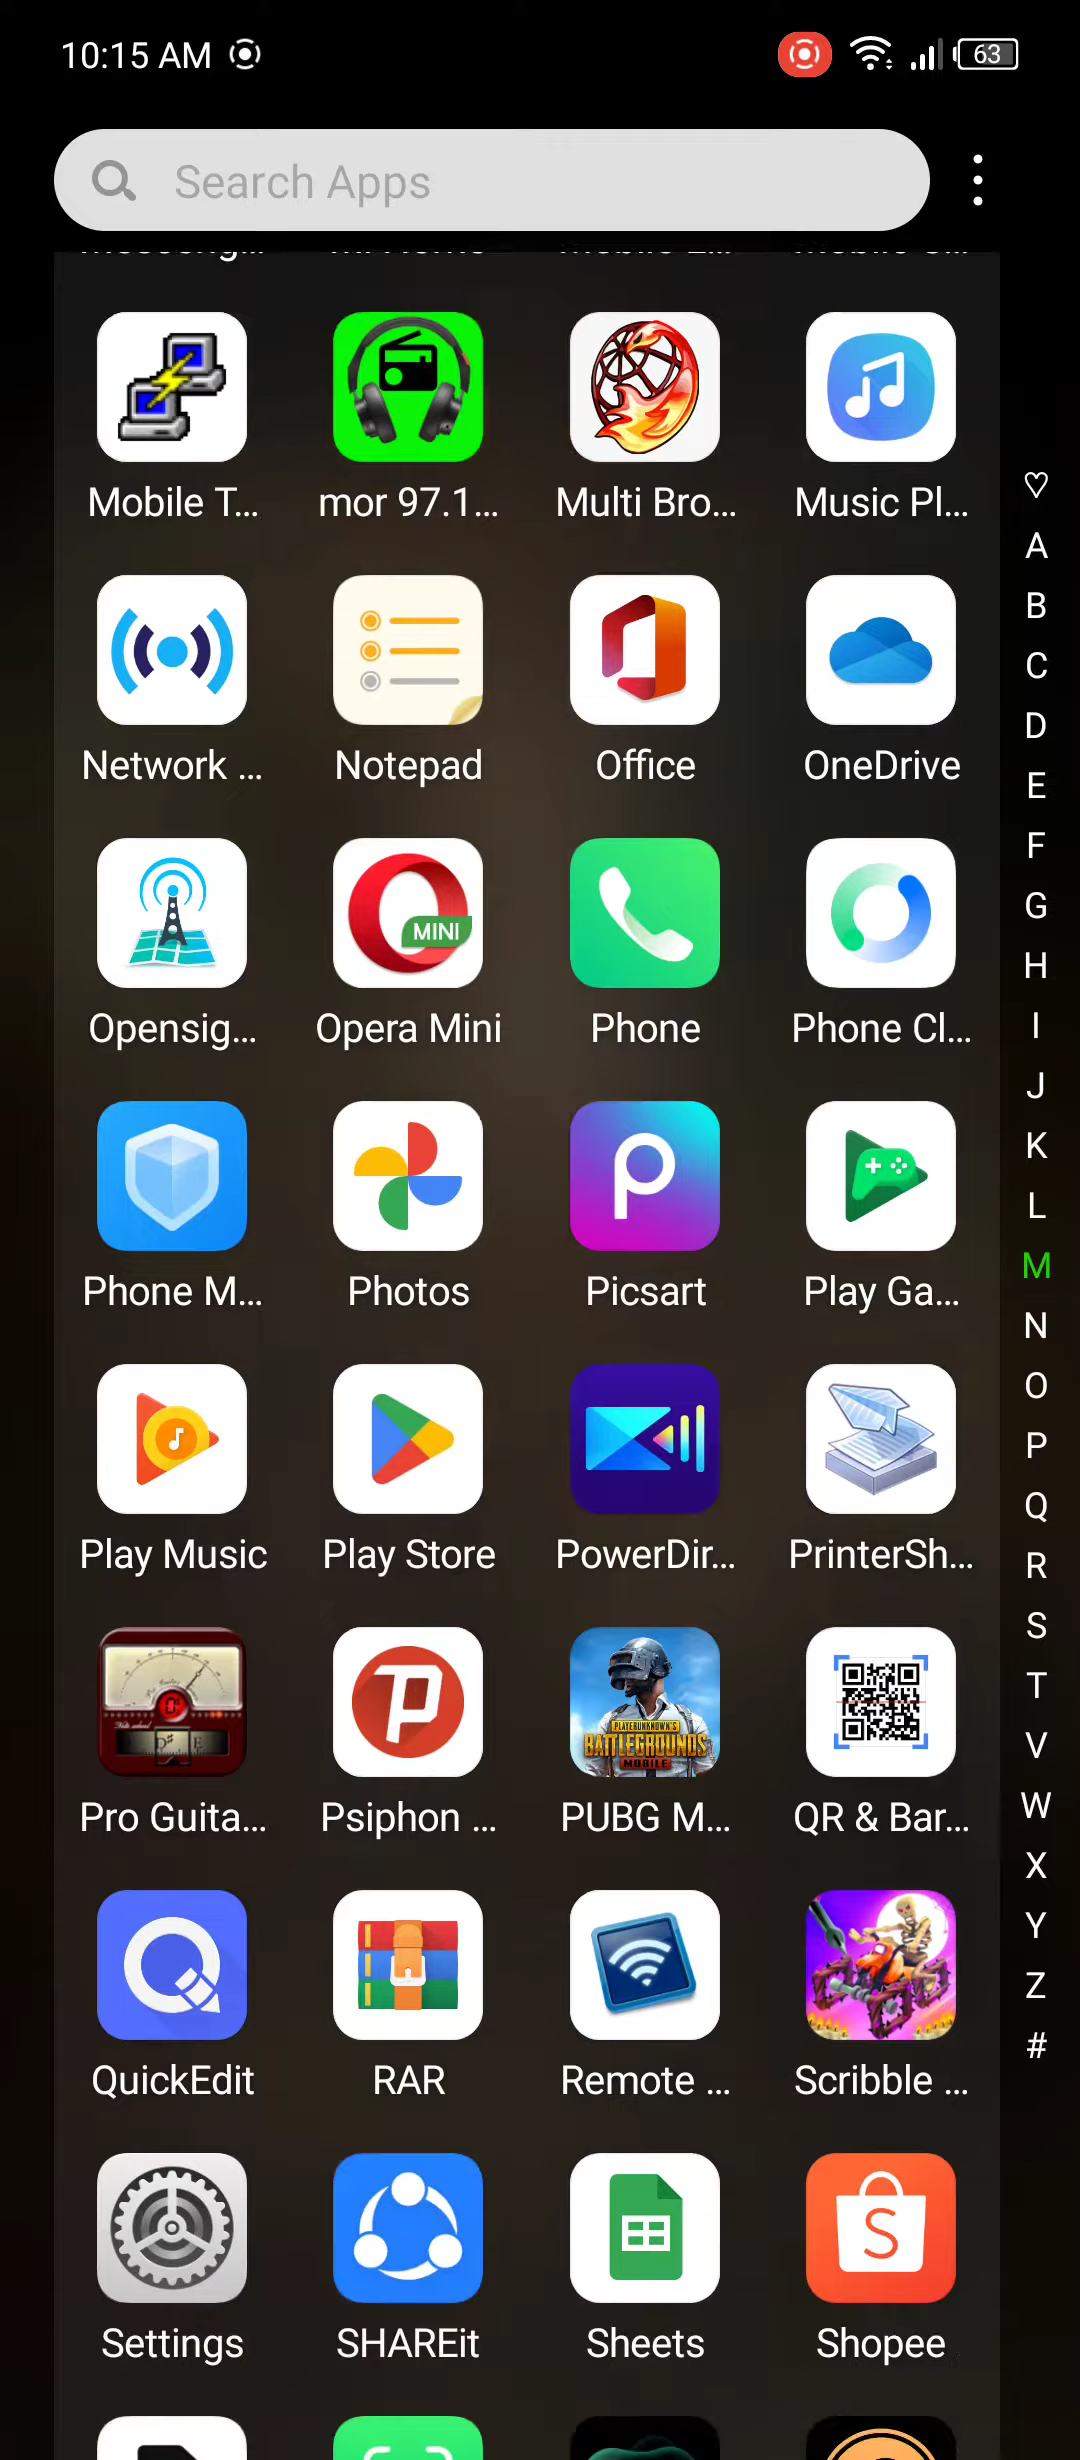 10:15 AM
63
Search Apps
Mobile T...
mor 97.1...
Multi Bro...
Music Pl...
Network ...
Notepad
Office
OneDrive
MINI
Opensig...
Opera Mini
Phone
Phone Cl...
Phone M...
Photos
Picsart
Play Ga...
Play Music
Play Store
PowerDir...
PrinterSh...
PLAYERUNKNOWN'S
BATTLEGROUNDS
MOBILE
Pro Guita...
Psiphon ...
PUBG M...
QR & Bar...
QuickEdit
RAR
Remote ...
Scribble ...
S
Settings
SHAREit
Sheets
Shopee
♡
A
B
C
D
E
F
G
H
I
J
K
L
M
N
O
P
Q
R
S
T
V
W
X
Y
Z
#